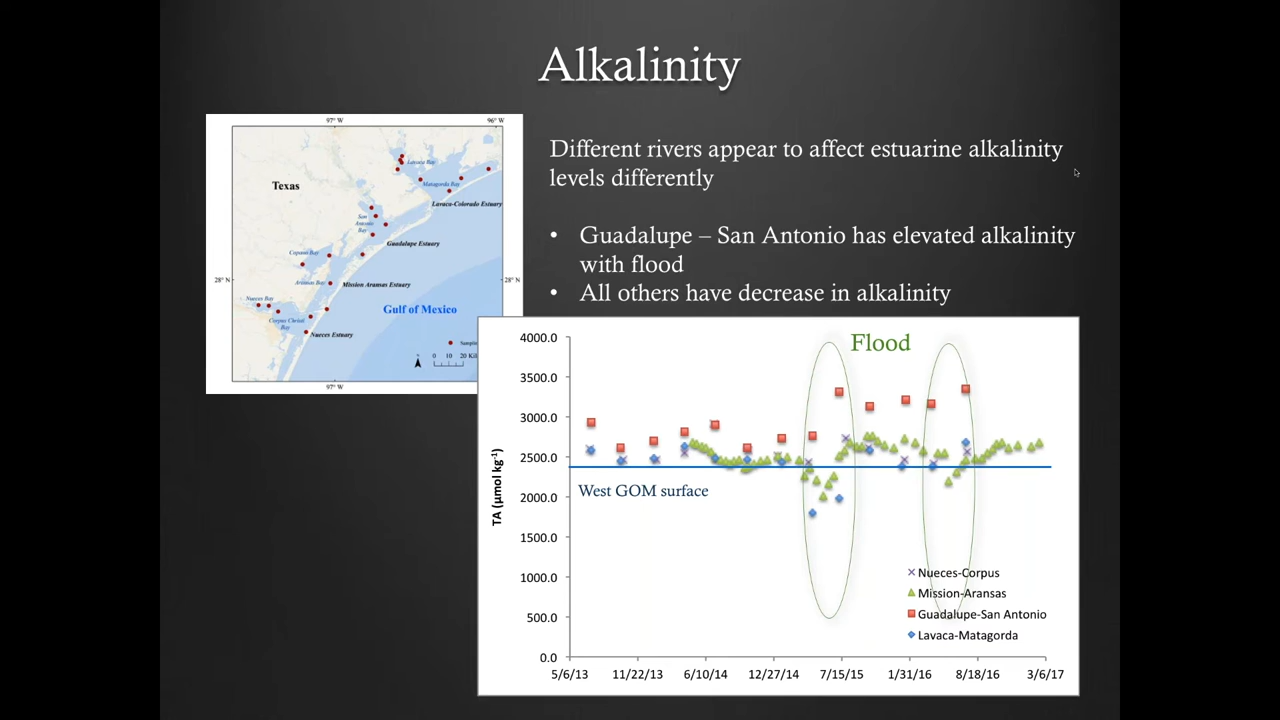 Alkalinity
97° W
96° W
Lavaca Bay
Matagorda Bay
Texas
Lavaca-Colorado Estuary
San
Antonio
Bay
Guadalupe Estuary
Copano Bay
28° N
28° N
Aransas Bay
Mission Aransas Estuary
Nueces Bay
Gulf of Mexico
Corpus Christi
Bay
Nueces Estuary
0 10 20
97° W
Different rivers appear to affect estuarine alkalinity
levels differently
• Guadalupe – San Antonio has elevated alkalinity
with flood
• All others have decrease in alkalinity
Flood
4000.0
3500.0
3000.0
2500.0
2000.0
1500.0
1000.0
500.0
0.0
TA (µmol kg⁻¹)
West GOM surface
Nueces-Corpus
Mission-Aransas
Guadalupe-San Antonio
Lavaca-Matagorda
5/6/13 11/22/13 6/10/14 12/27/14 7/15/15 1/31/16 8/18/16 3/6/17